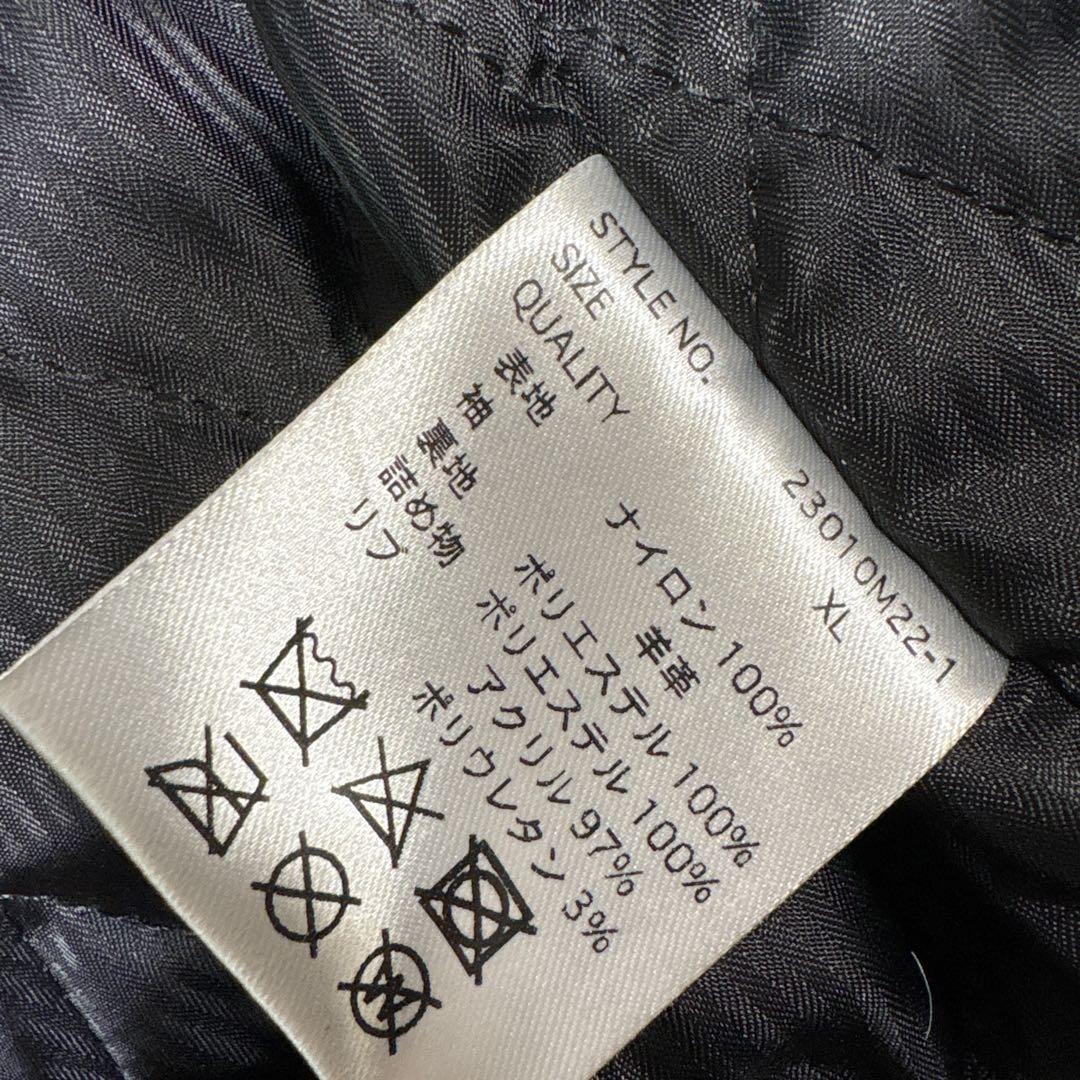 STYLE NO. 23010M22-1
SIZE XL
QUALITY
表地 ナイロン 100%
袖 羊革
裏地 ポリエステル 100%
詰め物 ポリエステル 100%
リブ アクリル 97%
ポリウレタン 3%
W